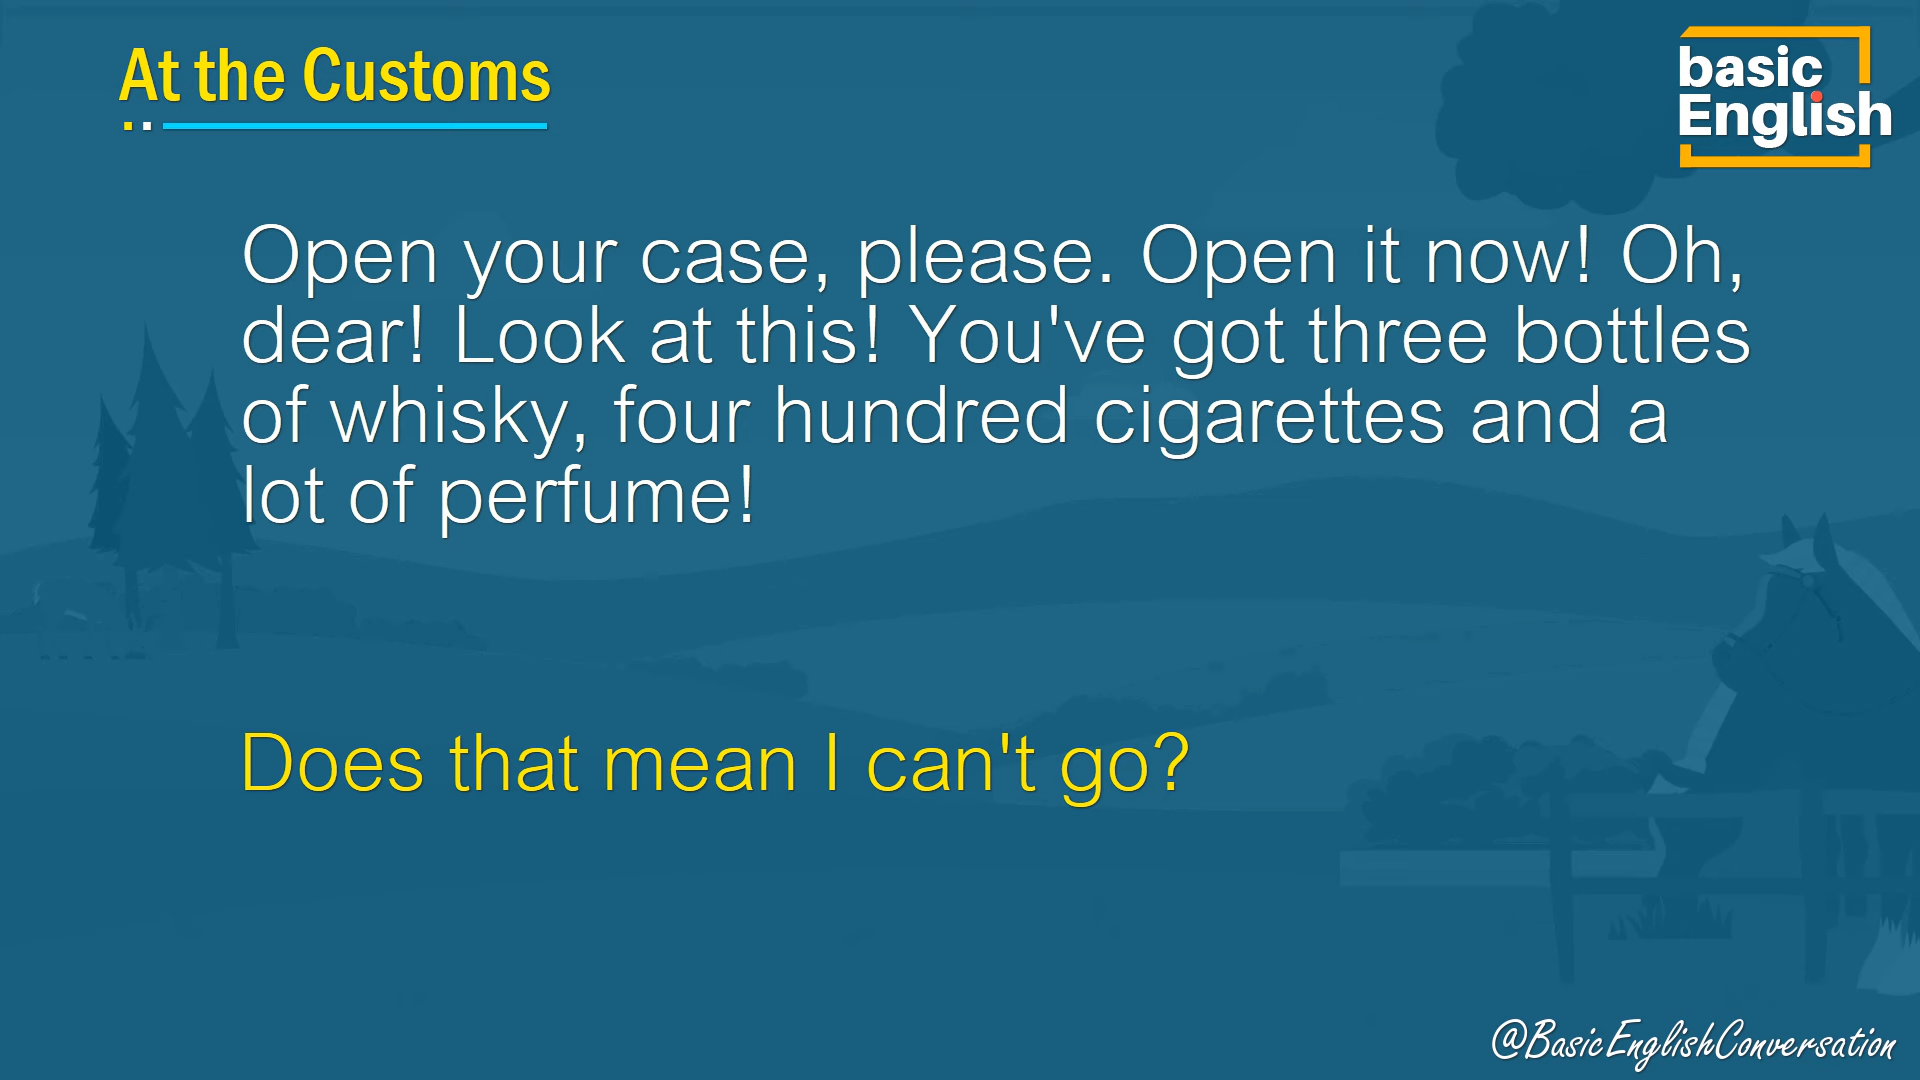 At the Customs
basic
English
Open your case, please. Open it now! Oh,
dear! Look at this! You've got three bottles
of whisky, four hundred cigarettes and a
lot of perfume!
Does that mean I can't go?
@BasicEnglishConversation